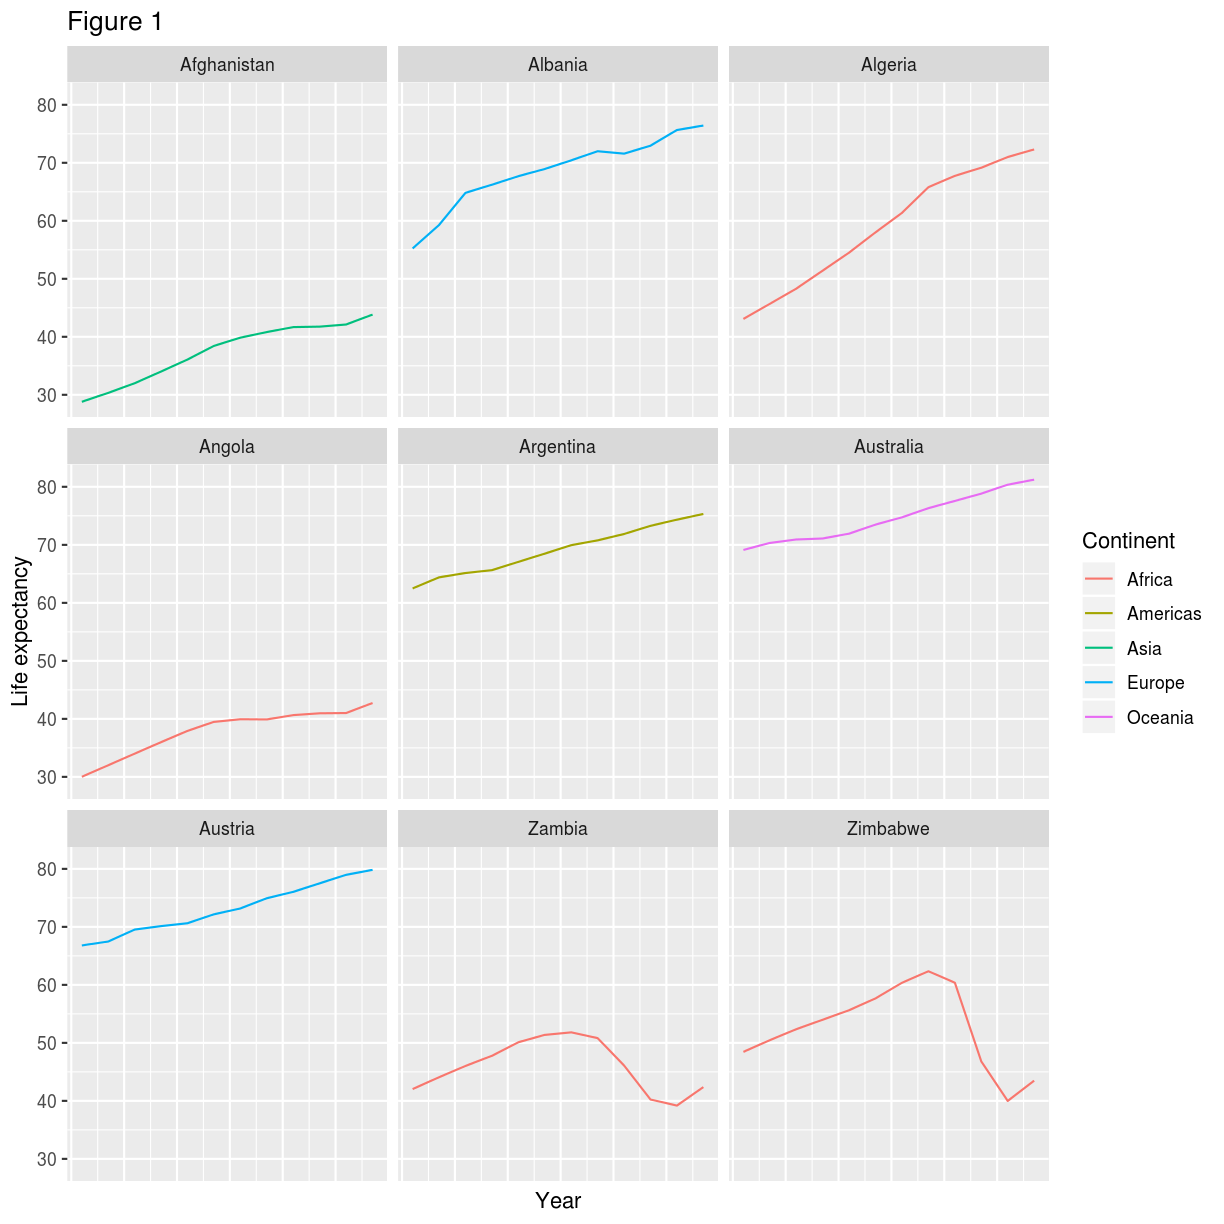 Figure 1
Afghanistan
Albania
Algeria
80
70
60
50
40
30
Angola
Argentina
Australia
80
70
60
50
40
30
Austria
Zambia
Zimbabwe
80
70
60
50
40
30
Life expectancy
Year
Continent
Africa
Americas
Asia
Europe
Oceania